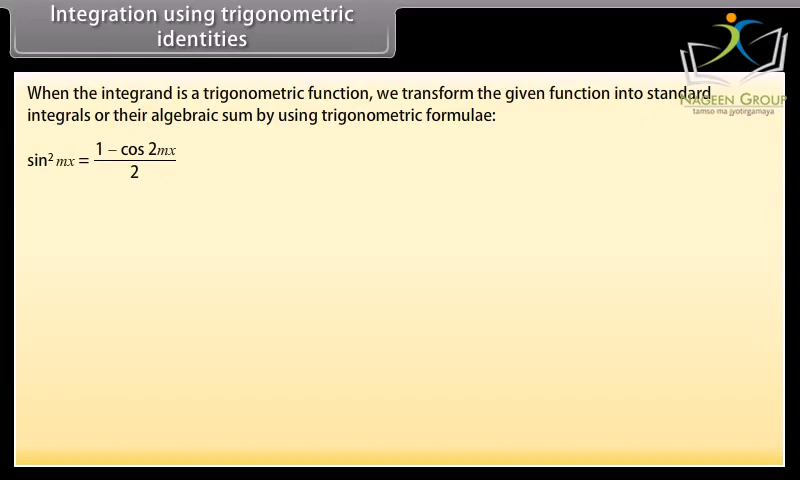 Integration using trigonometric
identities
NAGEEN GROUP
tamso ma jyotirgamaya
When the integrand is a trigonometric function, we transform the given function into standard
integrals or their algebraic sum by using trigonometric formulae:
sin² mx = (1 – cos 2mx)/2